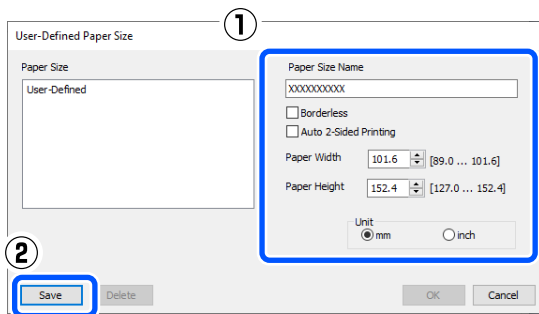 1
User-Defined Paper Size
Paper Size
User-Defined
Paper Size Name
XXXXXXXXXX
Borderless
Auto 2-Sided Printing
Paper Width 101.6 [89.0 ... 101.6]
Paper Height 152.4 [127.0 ... 152.4]
Unit
mm inch
2
Save Delete OK Cancel